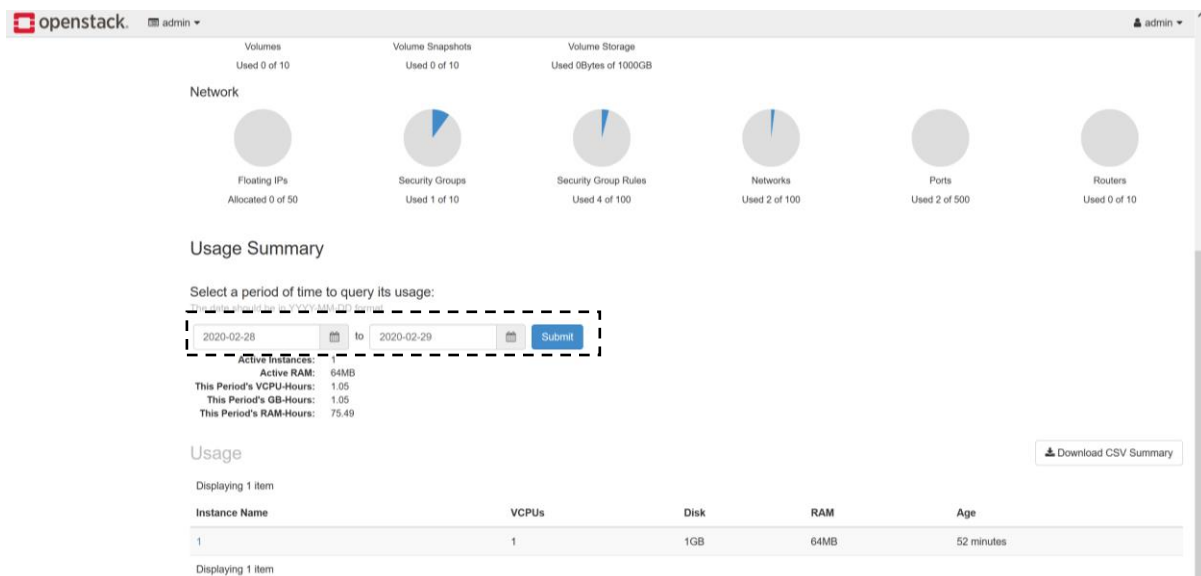 openstack. admin admin
Volumes Volume Snapshots Volume Storage
Used 0 of 10 Used 0 of 10 Used 0Bytes of 1000GB
Network
Floating IPs Security Groups Security Group Rules Networks Ports Routers
Allocated 0 of 50 Used 1 of 10 Used 4 of 100 Used 2 of 100 Used 2 of 500 Used 0 of 10
Usage Summary
Select a period of time to query its usage:
The date should be in YYYY-MM-DD format.
2020-02-28 to 2020-02-29 Submit
Active Instances: 1
Active RAM: 64MB
This Period's VCPU-Hours: 1.05
This Period's GB-Hours: 1.05
This Period's RAM-Hours: 75.49
Usage Download CSV Summary
Displaying 1 item
Instance Name VCPUs Disk RAM Age
1 1 1GB 64MB 52 minutes
Displaying 1 item